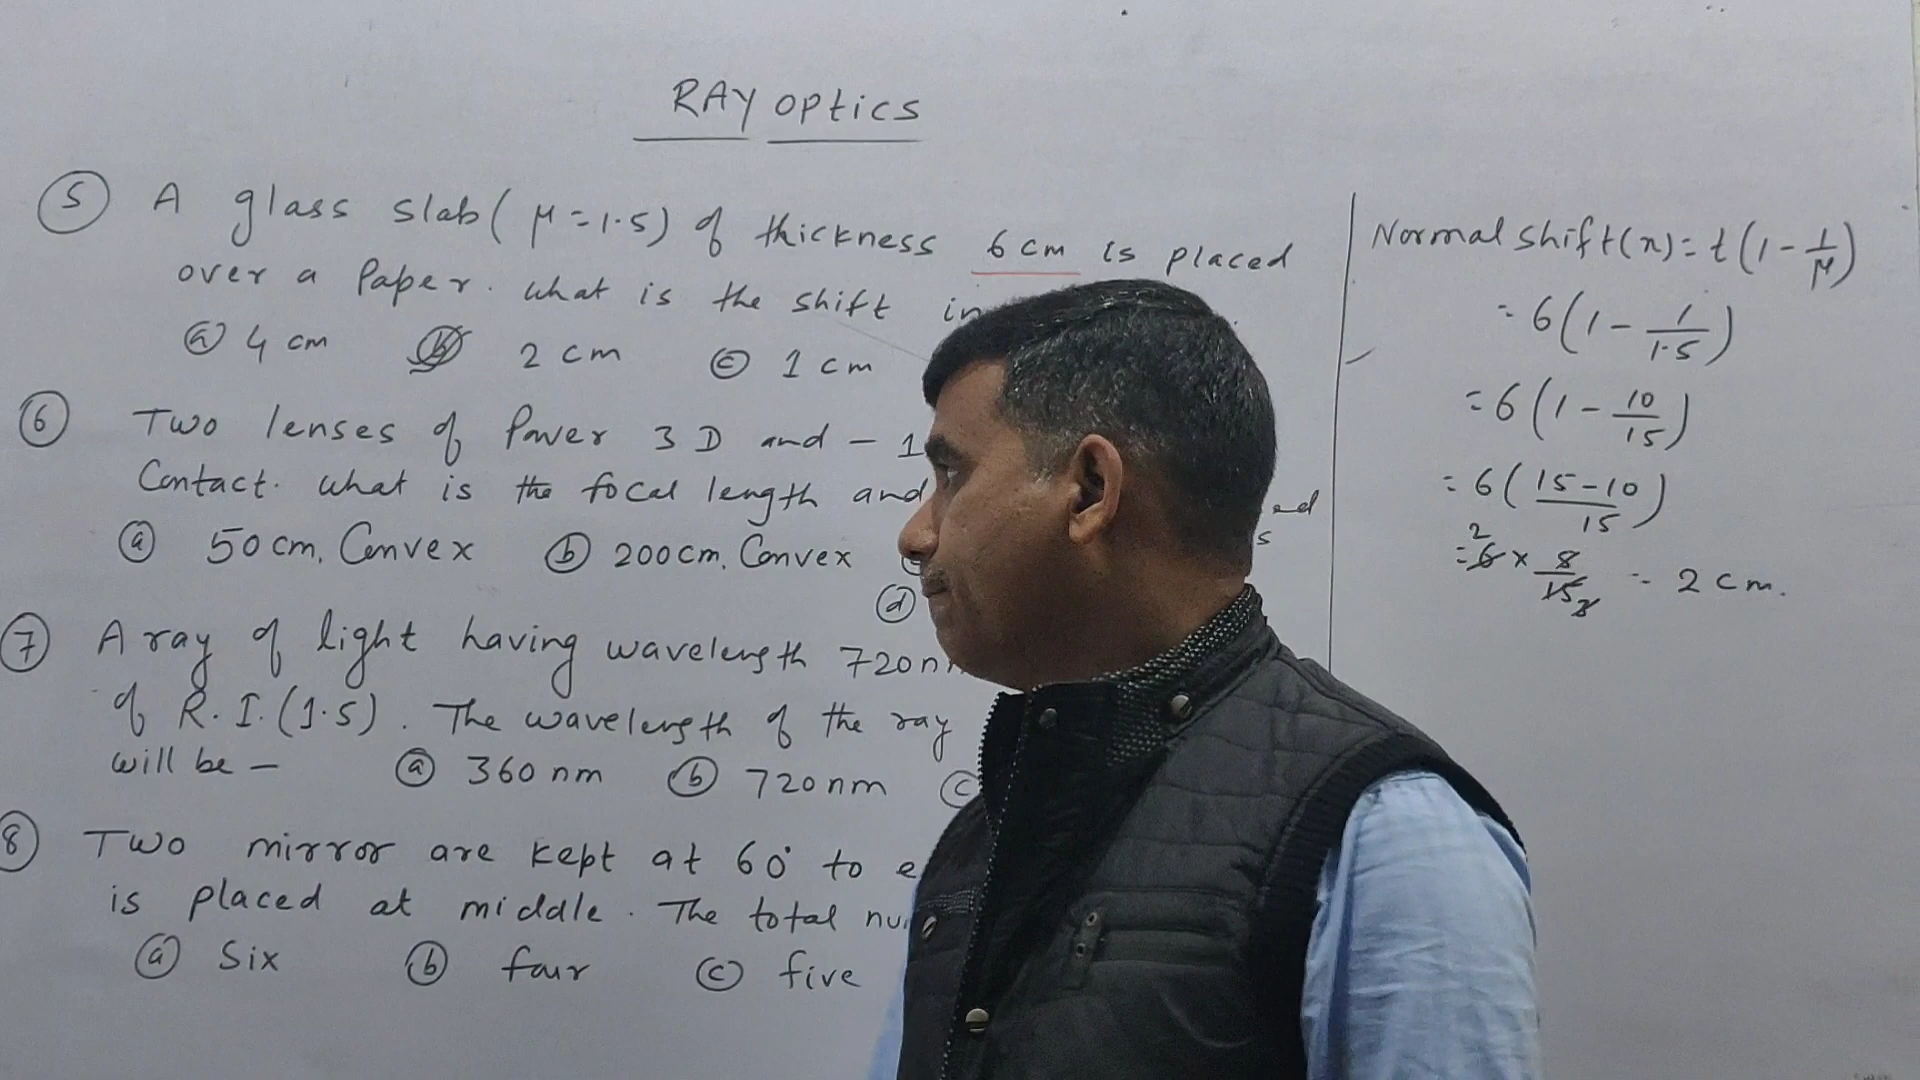 RAY optics
5 A glass slab ( μ = 1.5) of thickness 6 cm is placed
over a Paper. what is the shift in
a 4 cm b 2 cm c 1 cm
6 Two lenses of Power 3 D and - 1
Contact. what is the focal length and
a 50 cm, Convex b 200 cm, Convex
d
7 A ray of light having wavelength 720 n
of R.I. (1.5). The wavelength of the ray
will be - a 360 nm b 720 nm c
8 Two mirror are kept at 60° to e
is placed at middle. The total nu
a Six b four c five
Normal shift (x) = t (1 - 1/μ)
= 6 (1 - 1/1.5)
= 6 (1 - 10/15)
= 6 ( 15-10 / 15 )
= 6 x 5/15 = 2 cm.